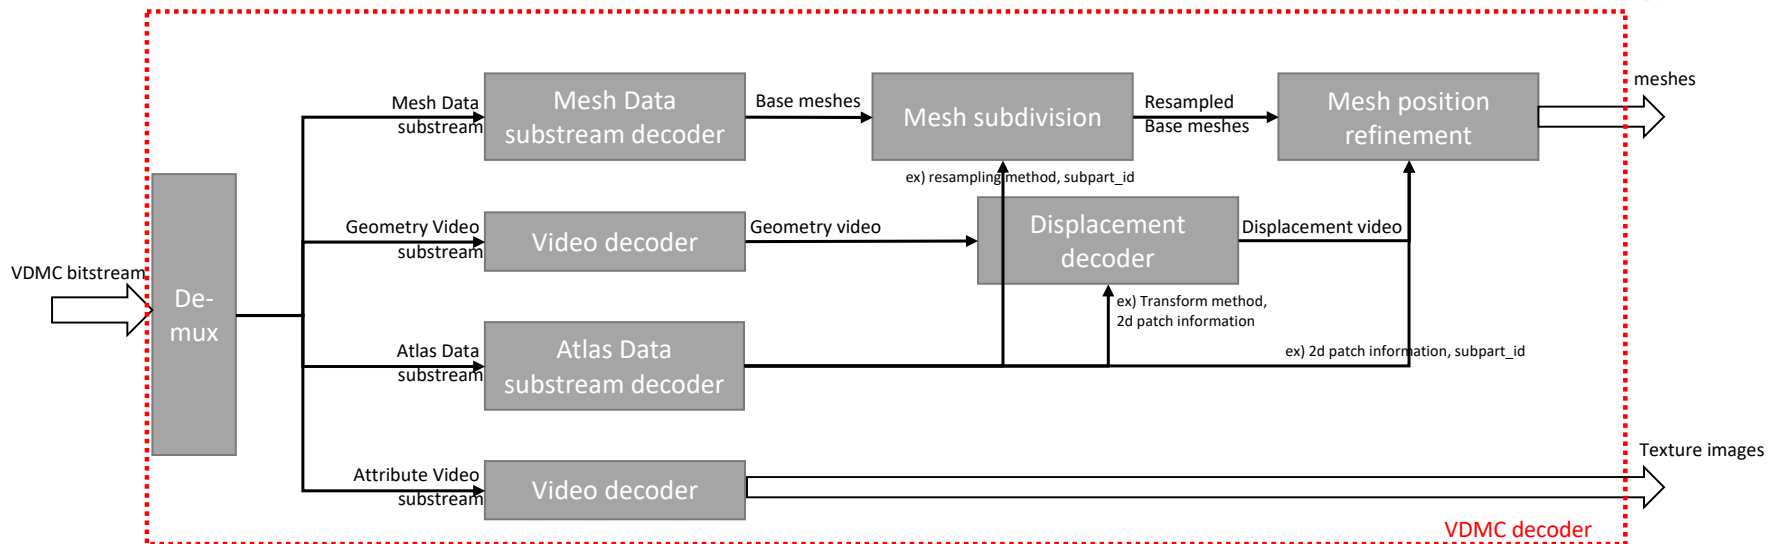 VDMC bitstream
De-
mux
Mesh Data
substream
Mesh Data
substream decoder
Base meshes
Mesh subdivision
Resampled
Base meshes
Mesh position
refinement
meshes
ex) resampling method, subpart_id
Geometry Video
substream
Video decoder
Geometry video
Displacement
decoder
Displacement video
ex) Transform method,
2d patch information
Atlas Data
substream
Atlas Data
substream decoder
ex) 2d patch information, subpart_id
Attribute Video
substream
Video decoder
Texture images
VDMC decoder